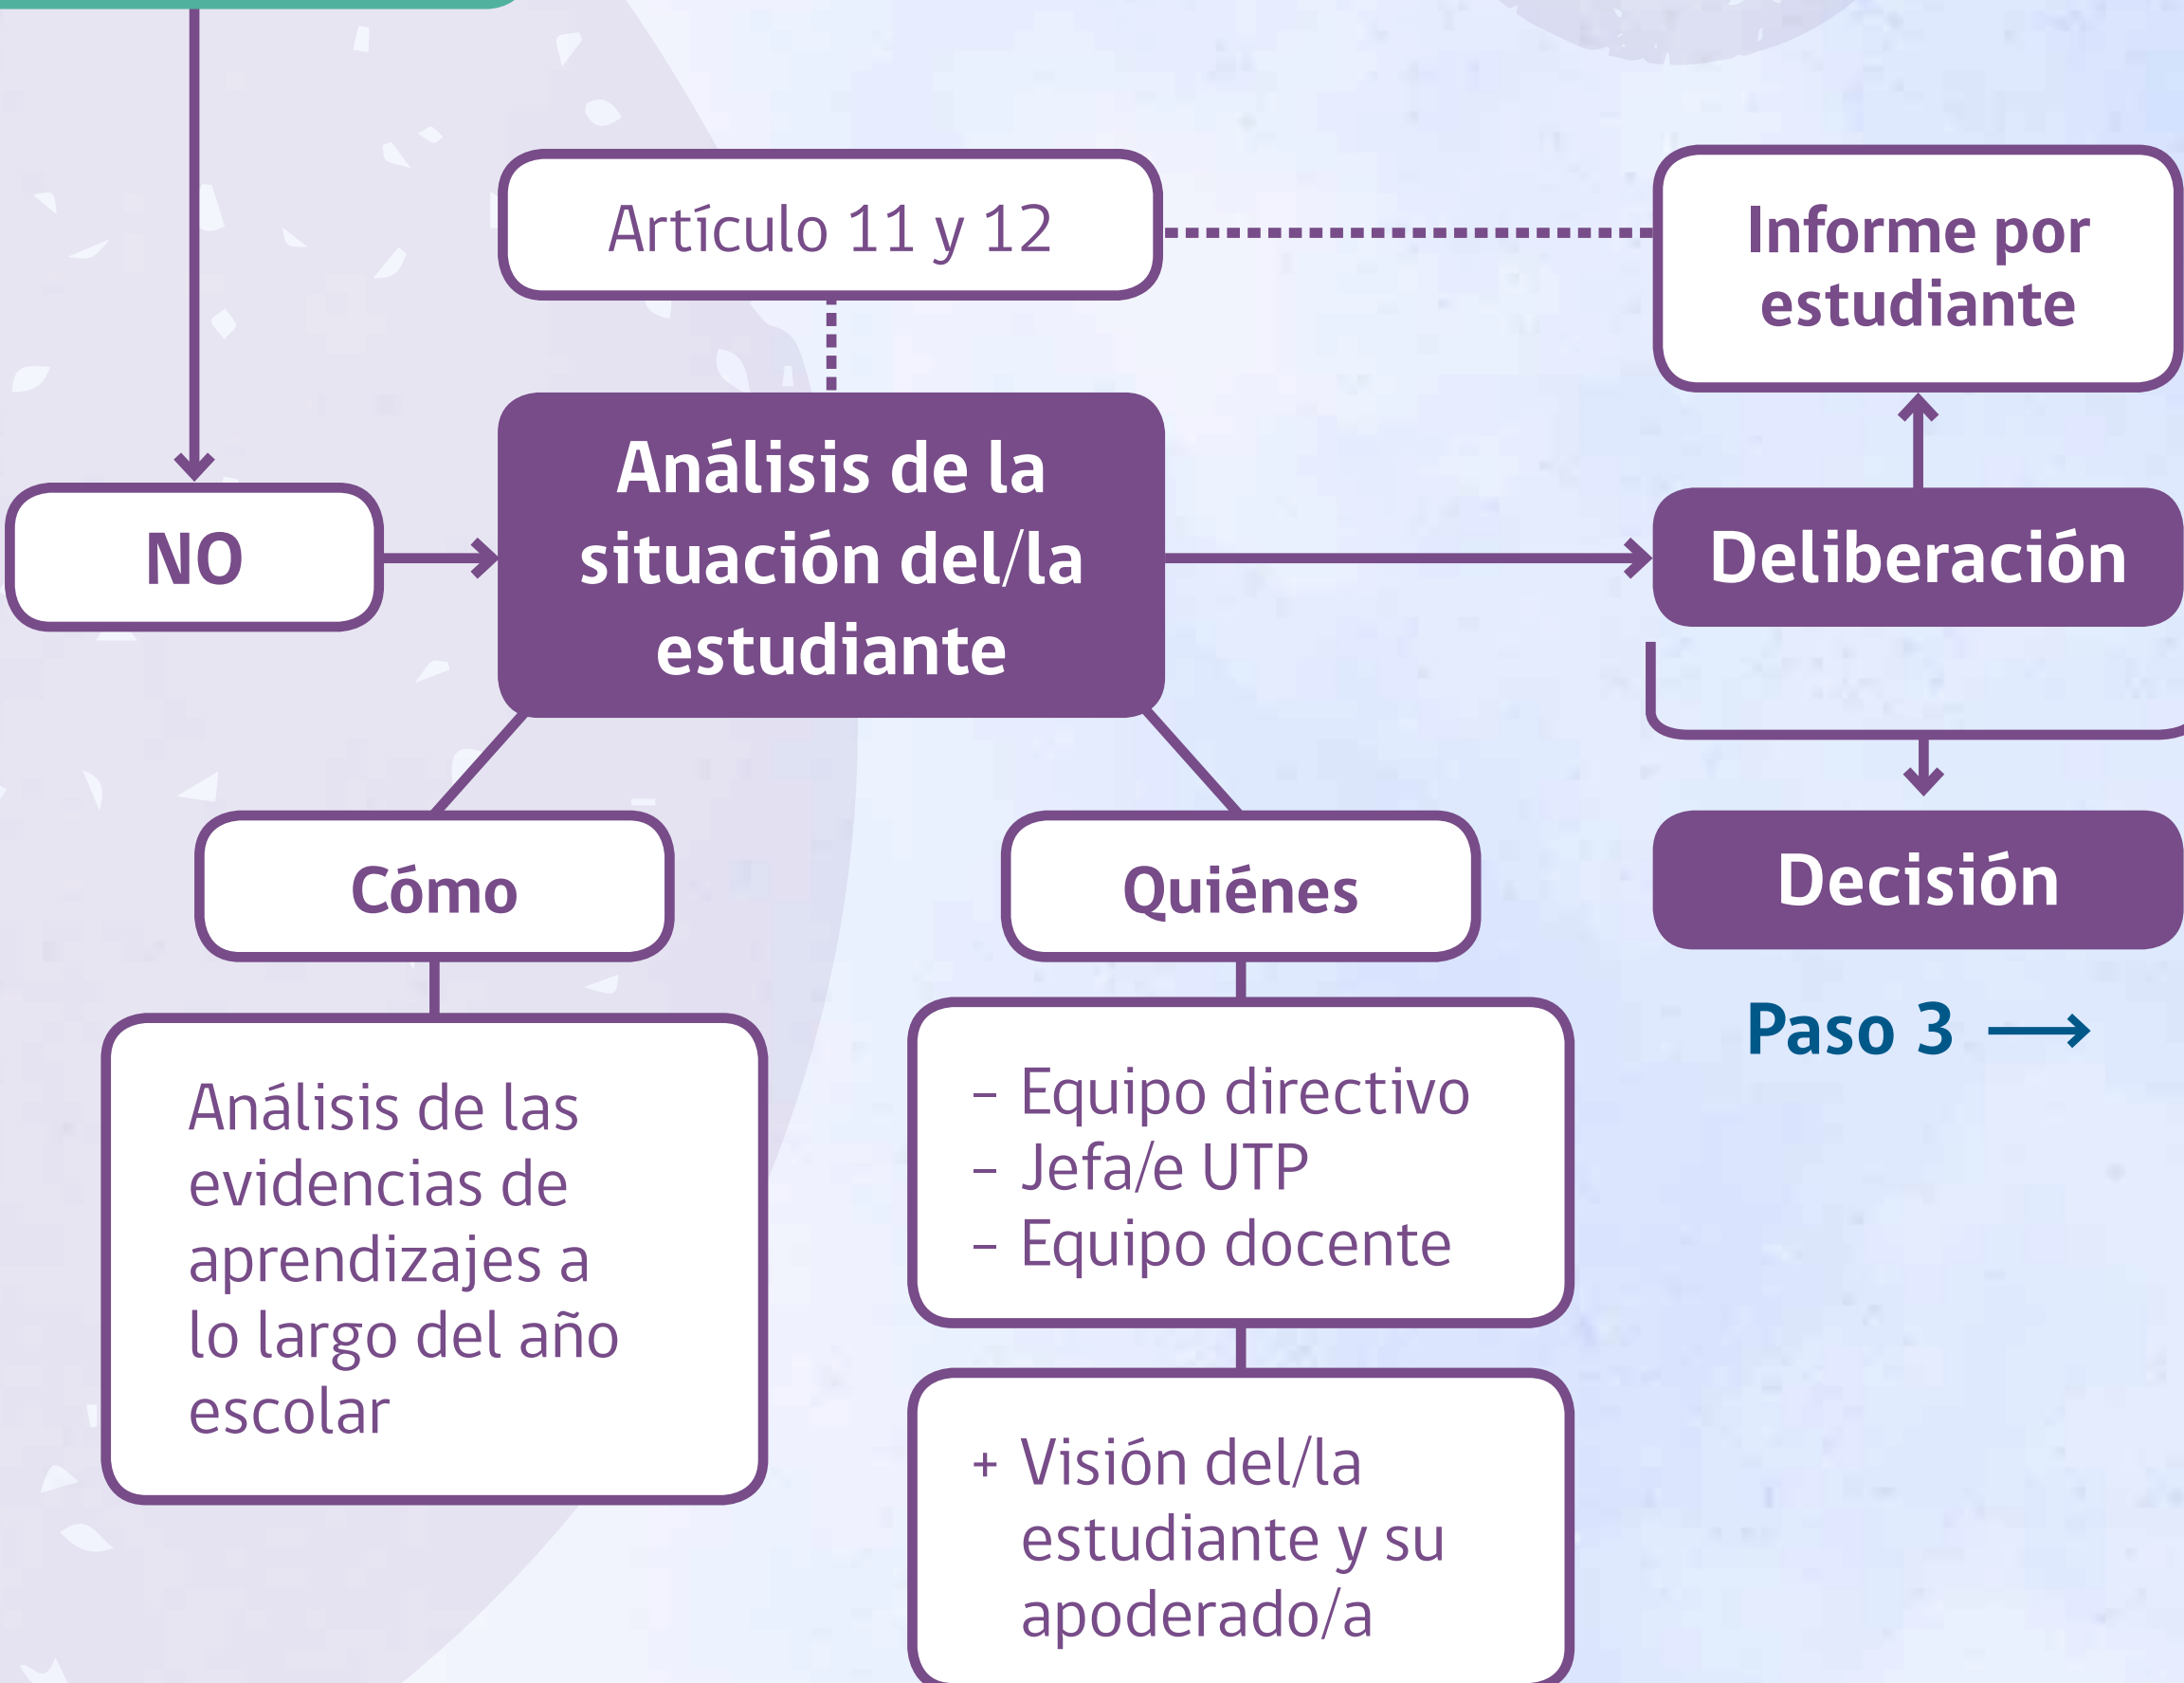 Artículo 11 y 12
Informe por
estudiante
NO
Análisis de la
situación del/la
estudiante
Deliberación
Cómo
Quiénes
Decisión
Análisis de las
evidencias de
aprendizajes a
lo largo del año
escolar
– Equipo directivo
– Jefa/e UTP
– Equipo docente
+ Visión del/la
estudiante y su
apoderado/a
Paso 3 →